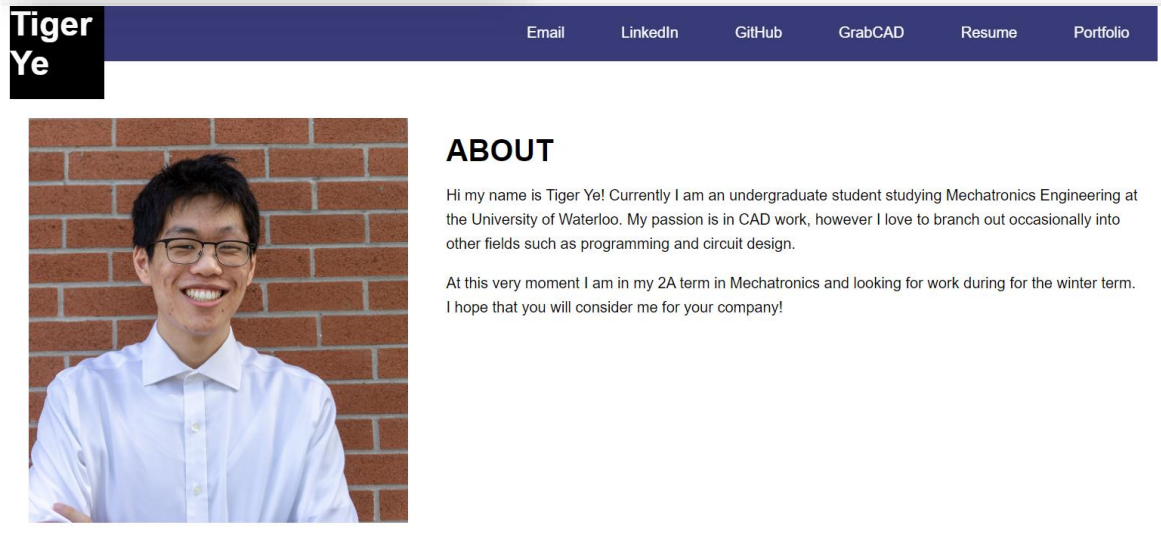 Tiger
Ye
Email LinkedIn GitHub GrabCAD Resume Portfolio
ABOUT
Hi my name is Tiger Ye! Currently I am an undergraduate student studying Mechatronics Engineering at
the University of Waterloo. My passion is in CAD work, however I love to branch out occasionally into
other fields such as programming and circuit design.
At this very moment I am in my 2A term in Mechatronics and looking for work during for the winter term.
I hope that you will consider me for your company!